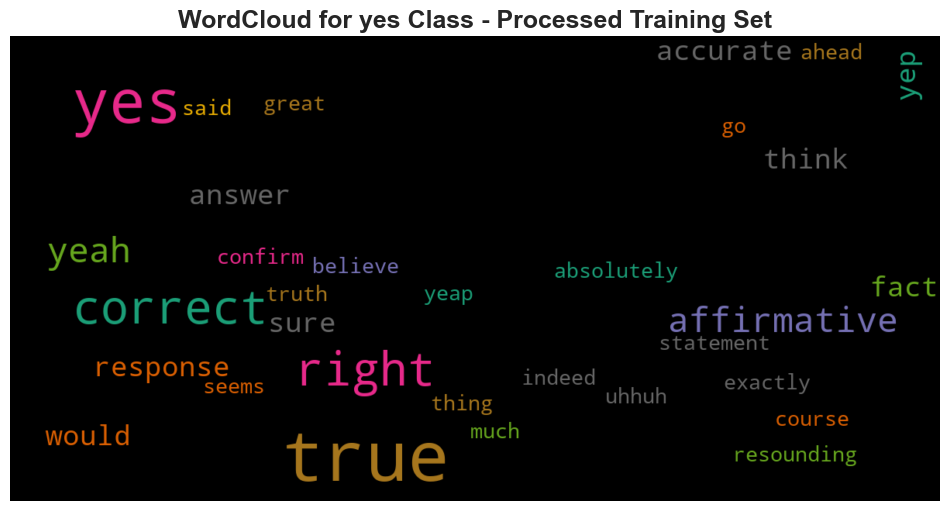 WordCloud for yes Class - Processed Training Set
accurate ahead
yep
yes said great
go
think
answer
yeah
confirm believe
absolutely
truth yeap
fact
correct sure
affirmative
statement
response right
seems
indeed
exactly
uhhuh
thing
course
would
much
true
resounding